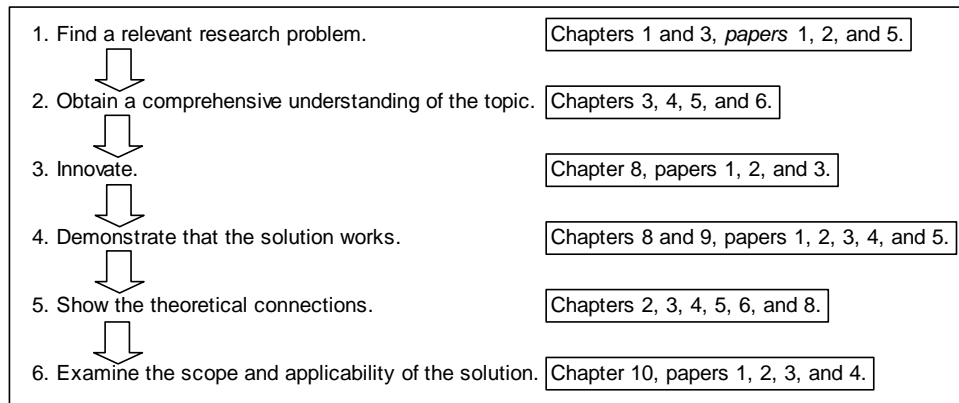 1. Find a relevant research problem. Chapters 1 and 3, papers 1, 2, and 5.
2. Obtain a comprehensive understanding of the topic. Chapters 3, 4, 5, and 6.
3. Innovate. Chapter 8, papers 1, 2, and 3.
4. Demonstrate that the solution works. Chapters 8 and 9, papers 1, 2, 3, 4, and 5.
5. Show the theoretical connections. Chapters 2, 3, 4, 5, 6, and 8.
6. Examine the scope and applicability of the solution. Chapter 10, papers 1, 2, 3, and 4.